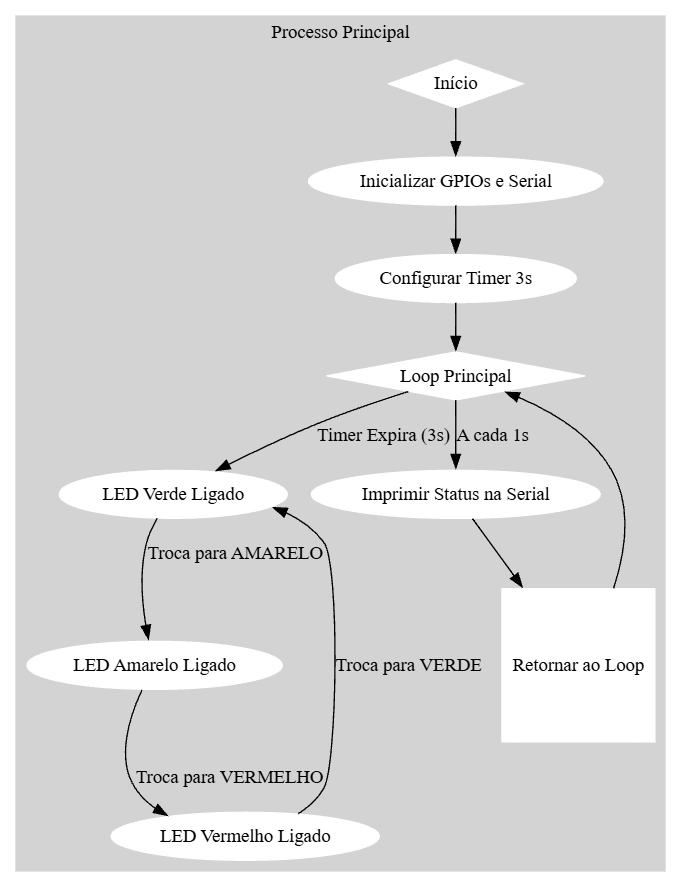 Processo Principal
Início
Inicializar GPIOs e Serial
Configurar Timer 3s
Loop Principal
Timer Expira (3s)
A cada 1s
LED Verde Ligado
Imprimir Status na Serial
Troca para AMARELO
LED Amarelo Ligado
Troca para VERDE
Retornar ao Loop
Troca para VERMELHO
LED Vermelho Ligado